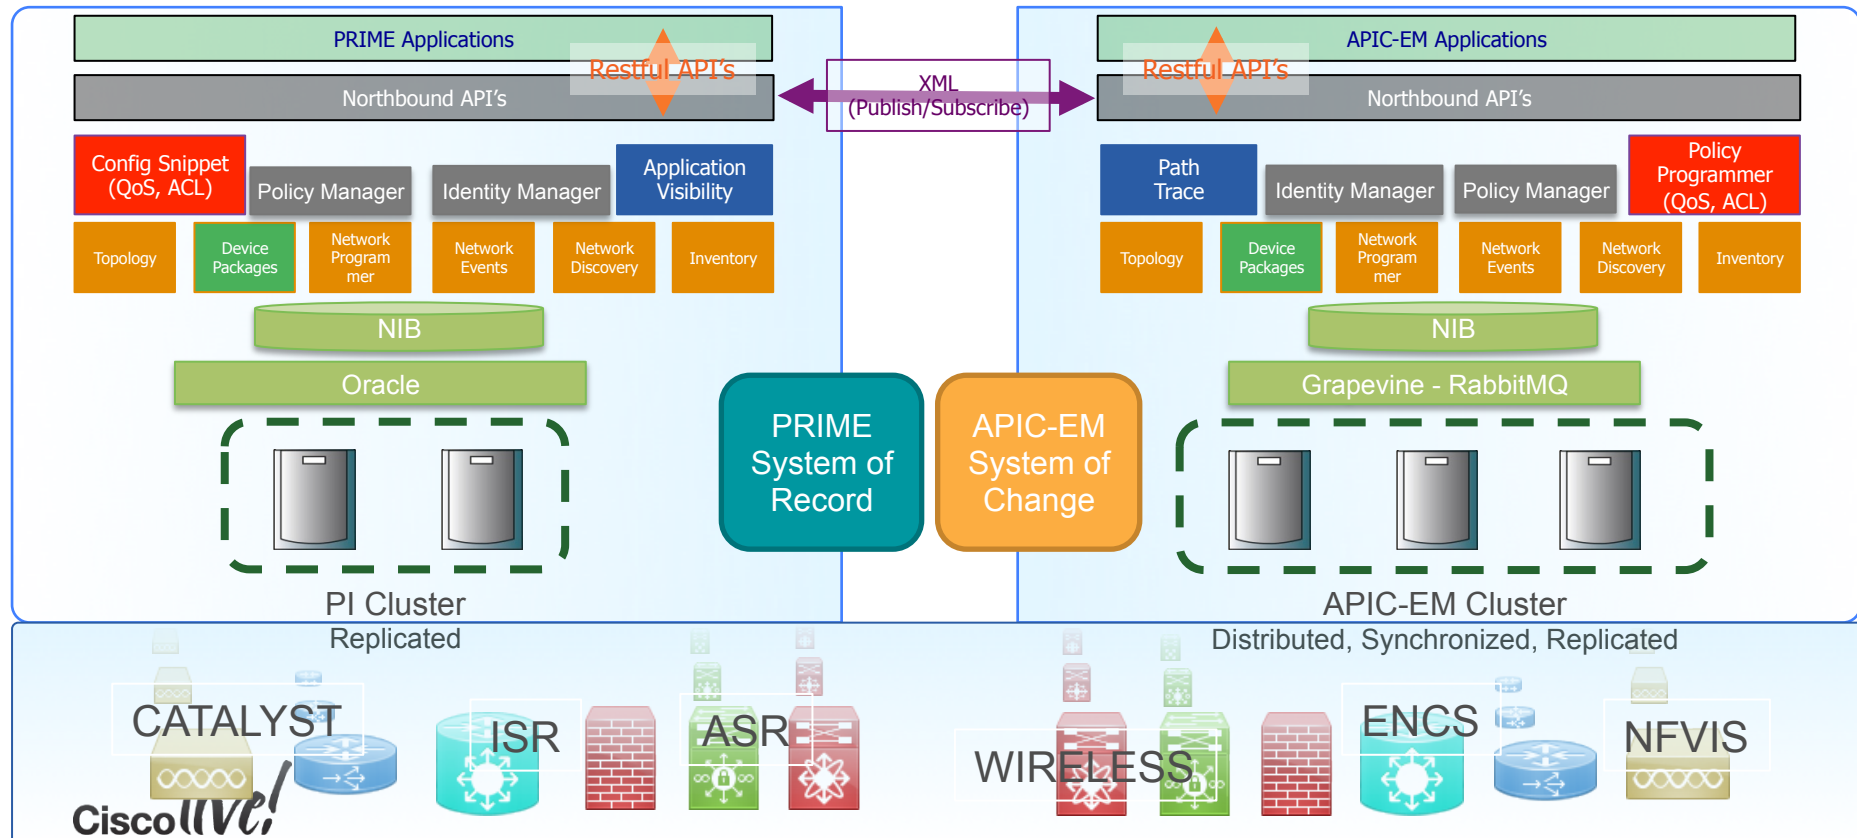 PRIME Applications
Restful API's
Northbound API's
XML
(Publish/Subscribe)
APIC-EM Applications
Restful API's
Northbound API's
Config Snippet
(QoS, ACL)
Policy Manager
Identity Manager
Application
Visibility
Topology
Device
Packages
Network
Program
mer
Network
Events
Network
Discovery
Inventory
NIB
Oracle
PI Cluster
Replicated
PRIME
System of
Record
APIC-EM
System of
Change
Path
Trace
Identity Manager
Policy Manager
Policy
Programmer
(QoS, ACL)
Topology
Device
Packages
Network
Program
mer
Network
Events
Network
Discovery
Inventory
NIB
Grapevine - RabbitMQ
APIC-EM Cluster
Distributed, Synchronized, Replicated
CATALYST
ISR
ASR
WIRELESS
ENCS
NFVIS
Cisco live!